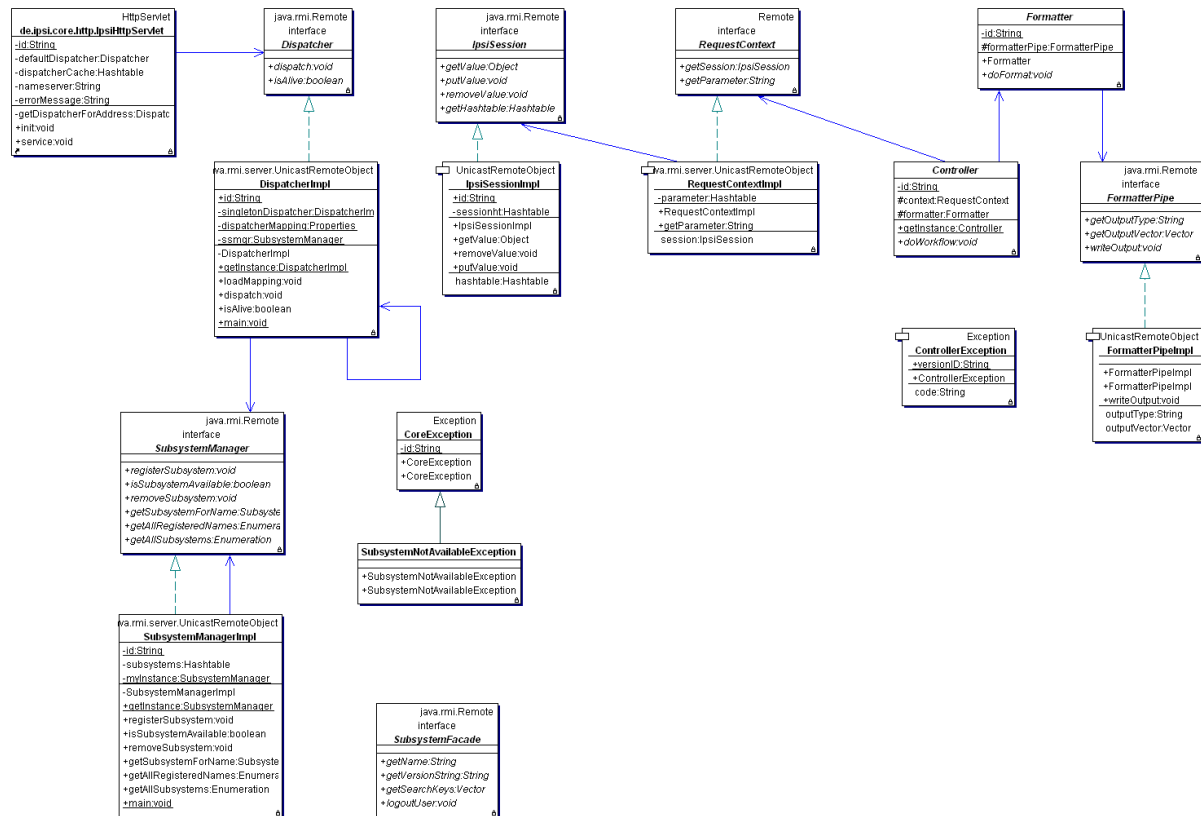 HttpServlet
de.ipsi.core.http.IpsiHttpServlet
-id:String
-defaultDispatcher:Dispatcher
-dispatcherCache:Hashtable
-nameserver:String
-errorMessage:String
-getDispatcherForAddress:Dispatc
+init:void
+service:void
java.rmi.Remote
interface
Dispatcher
+dispatch:void
+isAlive:boolean
java.rmi.Remote
interface
IpsiSession
+getValue:Object
+putValue:void
+removeValue:void
+getHashtable:Hashtable
Remote
interface
RequestContext
+getSession:IpsiSession
+getParameter:String
Formatter
-id:String
#formatterPipe:FormatterPipe
+Formatter
+doFormat:void
va.rmi.server.UnicastRemoteObject
DispatcherImpl
+id:String
-singletonDispatcher:DispatcherIm
-dispatcherMapping:Properties
-ssmgr:SubsystemManager
-DispatcherImpl
+getInstance:DispatcherImpl
+loadMapping:void
+dispatch:void
+isAlive:boolean
+main:void
UnicastRemoteObject
IpsiSessionImpl
+id:String
-sessionht:Hashtable
+IpsiSessionImpl
+getValue:Object
+removeValue:void
+putValue:void
hashtable:Hashtable
va.rmi.server.UnicastRemoteObject
RequestContextImpl
-parameter:Hashtable
+RequestContextImpl
+getParameter:String
session:IpsiSession
Controller
-id:String
#context:RequestContext
#formatter:Formatter
+getInstance:Controller
+doWorkflow:void
java.rmi.Remote
interface
FormatterPipe
+getOutputType:String
+getOutputVector:Vector
+writeOutput:void
Exception
ControllerException
+versionID:String
+ControllerException
code:String
UnicastRemoteObject
FormatterPipeImpl
+FormatterPipeImpl
+FormatterPipeImpl
+writeOutput:void
outputType:String
outputVector:Vector
java.rmi.Remote
interface
SubsystemManager
+registerSubsystem:void
+isSubsystemAvailable:boolean
+removeSubsystem:void
+getSubsystemForName:Subsyste
+getAllRegisteredNames:Enumera
+getAllSubsystems:Enumeration
Exception
CoreException
-id:String
+CoreException
+CoreException
SubsystemNotAvailableException
+SubsystemNotAvailableException
+SubsystemNotAvailableException
va.rmi.server.UnicastRemoteObject
SubsystemManagerImpl
-id:String
-subsystems:Hashtable
-myInstance:SubsystemManager
-SubsystemManagerImpl
+getInstance:SubsystemManager
+registerSubsystem:void
+isSubsystemAvailable:boolean
+removeSubsystem:void
+getSubsystemForName:Subsyste
+getAllRegisteredNames:Enumera
+getAllSubsystems:Enumeration
+main:void
java.rmi.Remote
interface
SubsystemFacade
+getName:String
+getVersionString:String
+getSearchKeys:Vector
+logoutUser:void